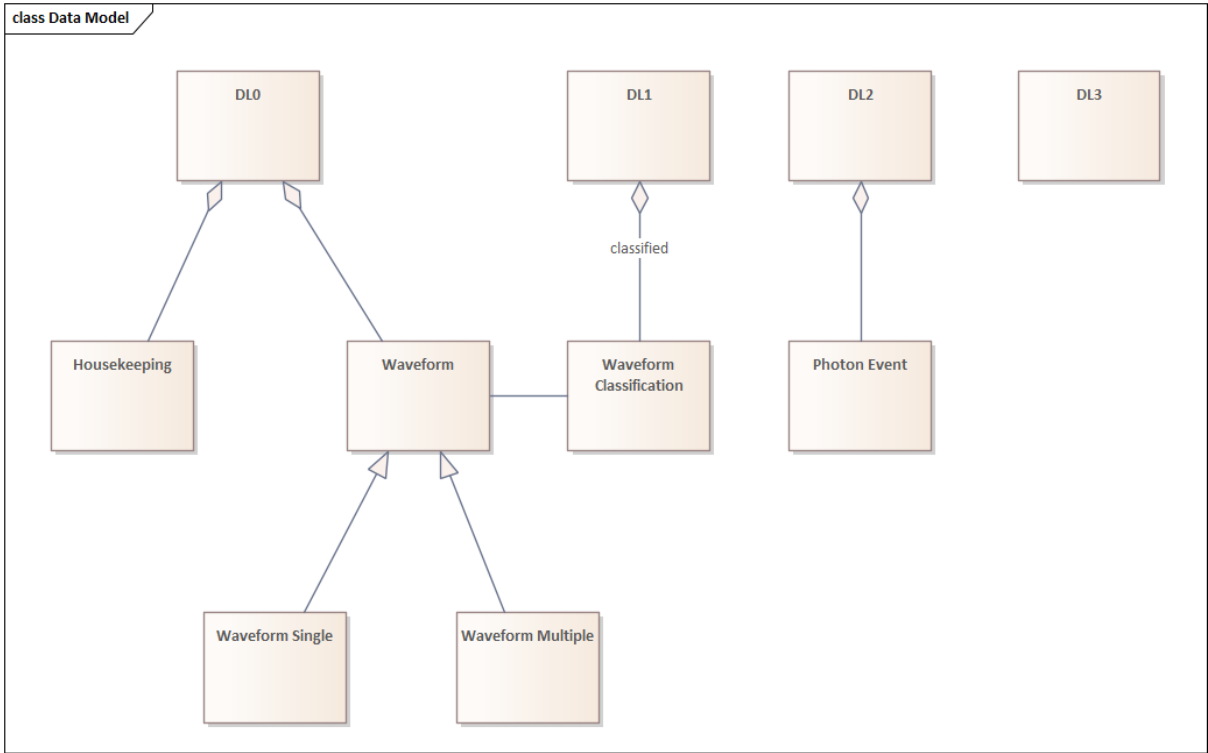 class Data Model
DL0
DL1
DL2
DL3
classified
Housekeeping
Waveform
Waveform
Classification
Photon Event
Waveform Single
Waveform Multiple